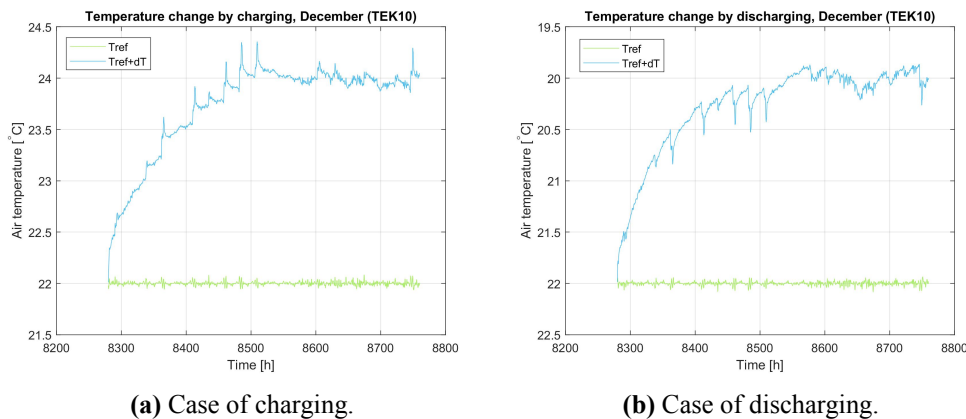 Temperature change by charging, December (TEK10)
24.5
24
23.5
23
22.5
22
21.5
Air temperature [°C]
Tref
Tref+dT
8200 8300 8400 8500 8600 8700 8800
Time [h]
(a) Case of charging.
Temperature change by discharging, December (TEK10)
19.5
20
20.5
21
21.5
22
22.5
Air temperature [°C]
Tref
Tref+dT
8200 8300 8400 8500 8600 8700 8800
Time [h]
(b) Case of discharging.